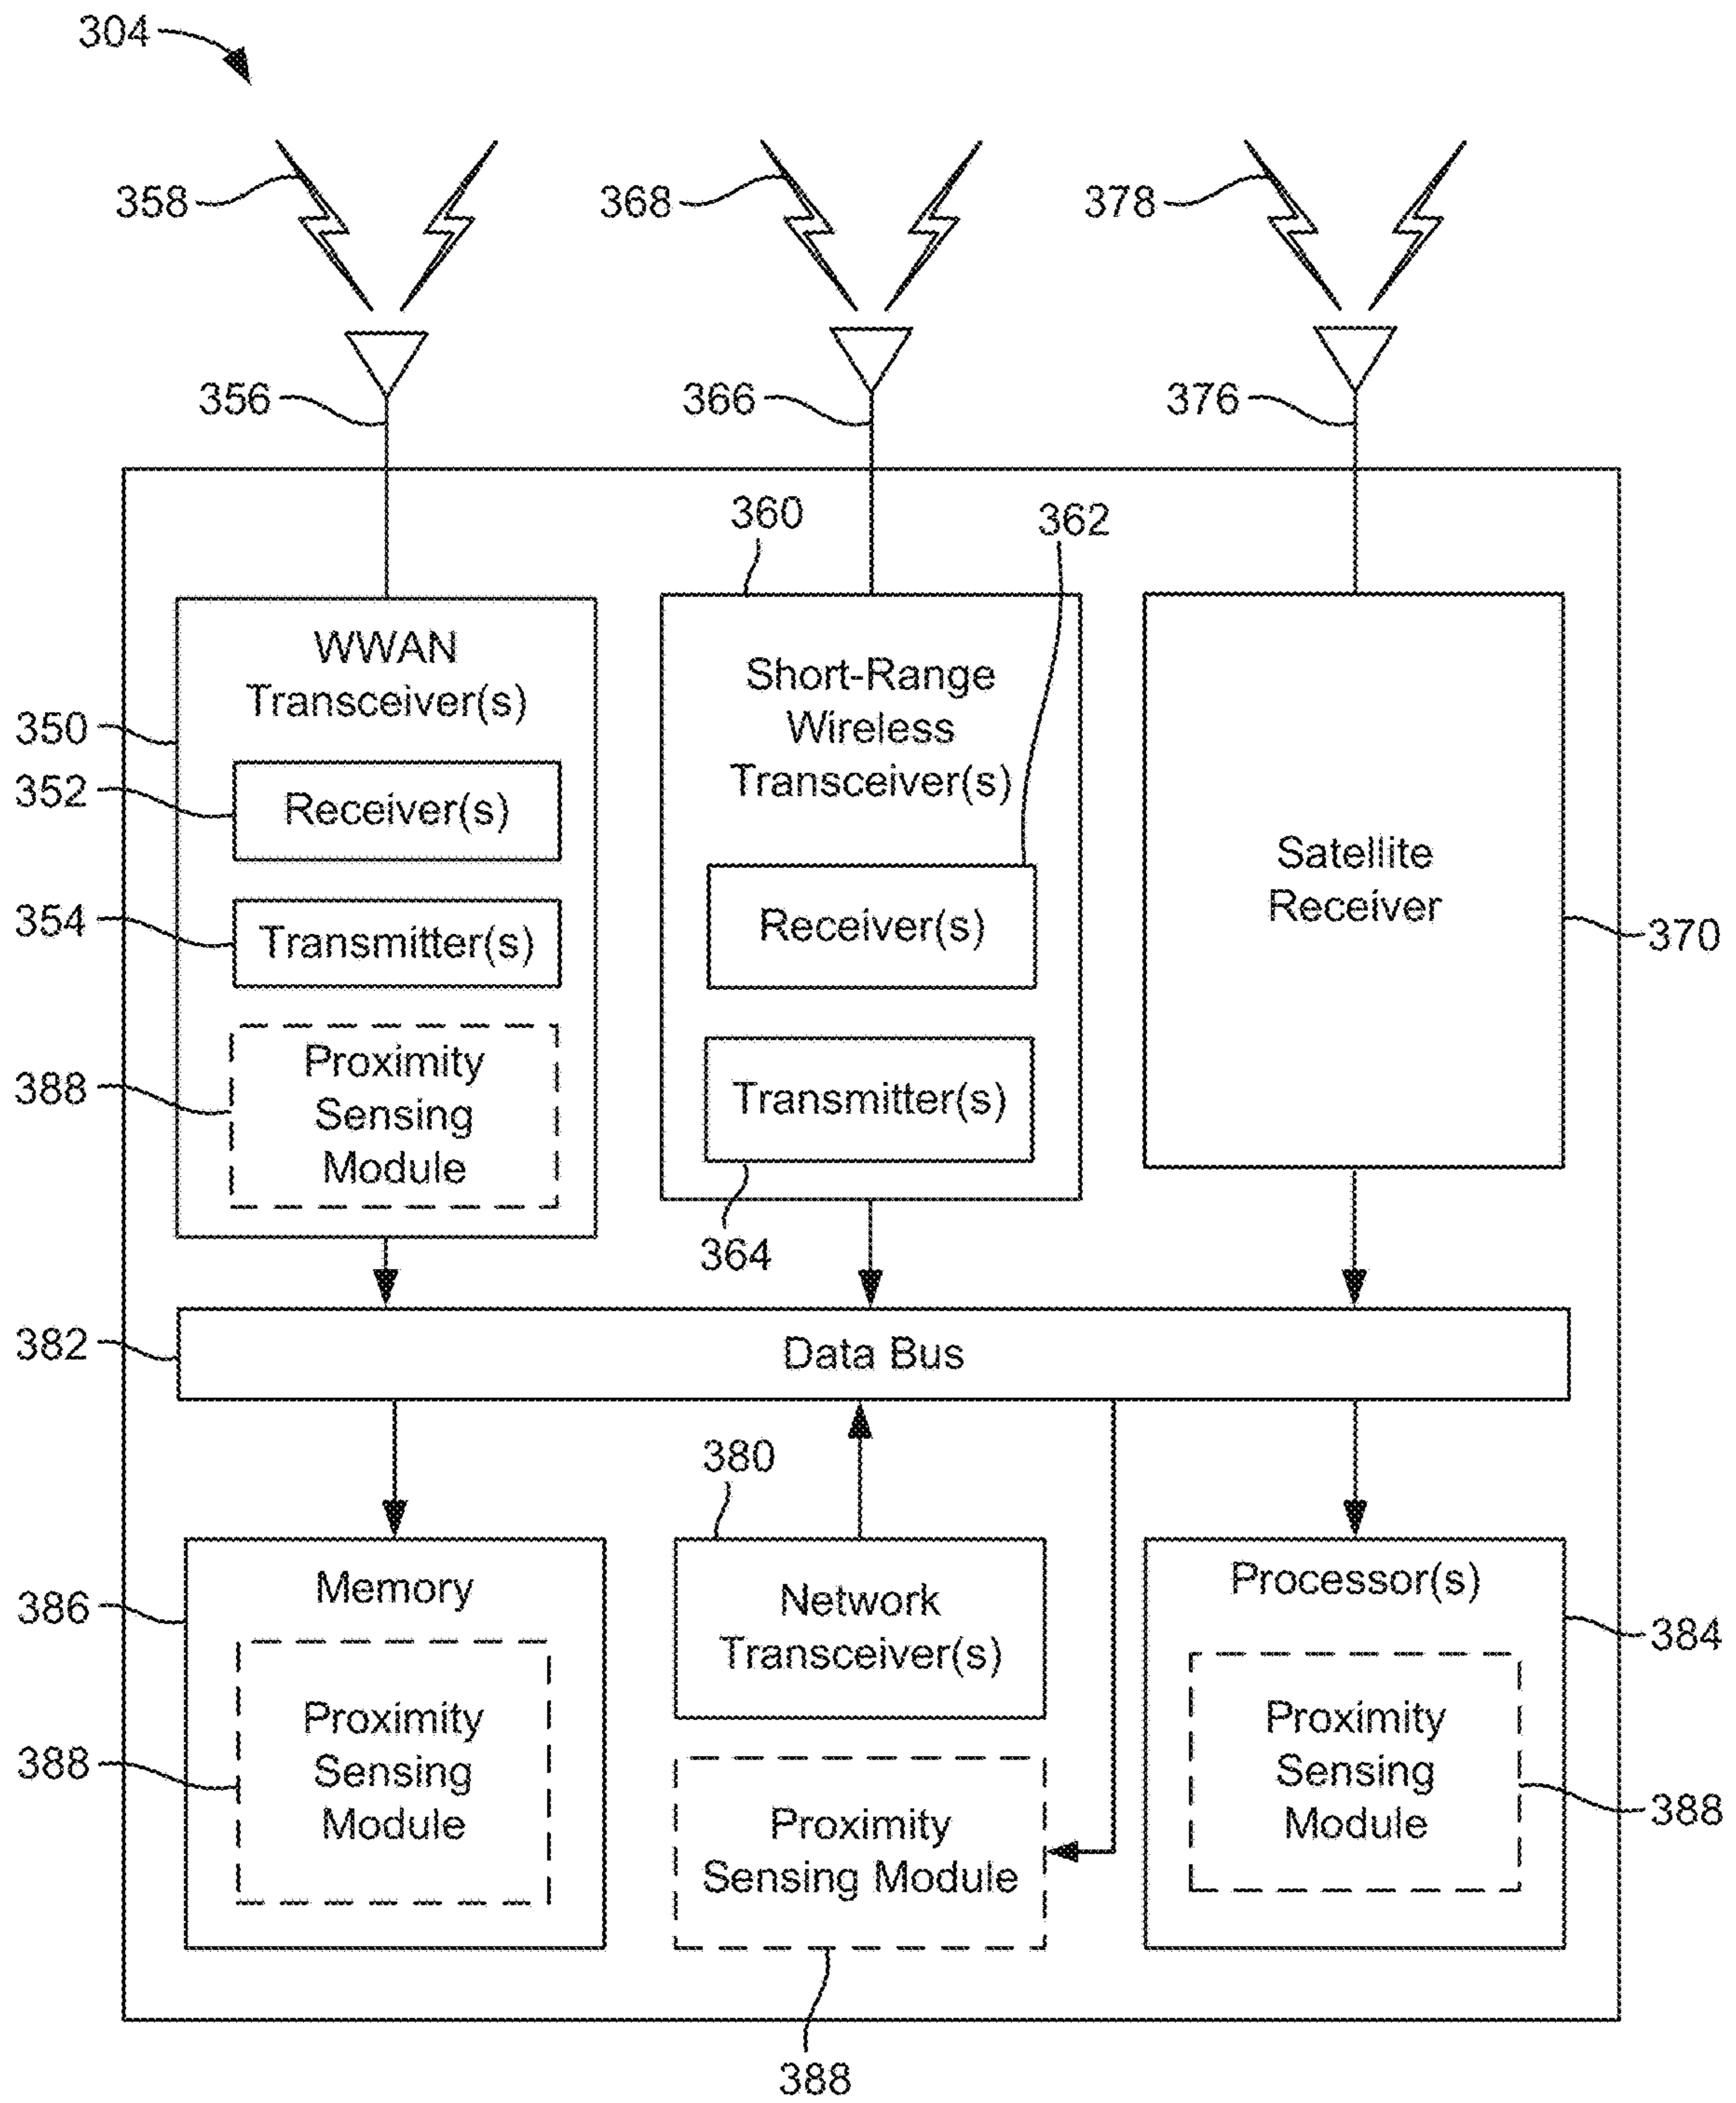 304
358
368
378
356
366
376
360
362
WWAN
Transceiver(s)
350
352
Receiver(s)
354
Transmitter(s)
388
Proximity
Sensing
Module
Short-Range
Wireless
Transceiver(s)
Receiver(s)
Transmitter(s)
364
Satellite
Receiver
370
382
Data Bus
380
386
Memory
388
Proximity
Sensing
Module
Network
Transceiver(s)
Proximity
Sensing Module
388
Processor(s)
384
Proximity
Sensing
Module
388